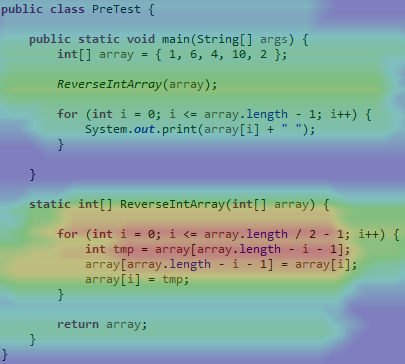 public class PreTest {
public static void main(String[] args) {
int[] array = { 1, 6, 4, 10, 2 };
ReverseIntArray(array);
for (int i = 0; i <= array.length - 1; i++) {
System.out.print(array[i] + " ");
}
}
static int[] ReverseIntArray(int[] array) {
for (int i = 0; i <= array.length / 2 - 1; i++) {
int tmp = array[array.length - i - 1];
array[array.length - i - 1] = array[i];
array[i] = tmp;
}
return array;
}
}